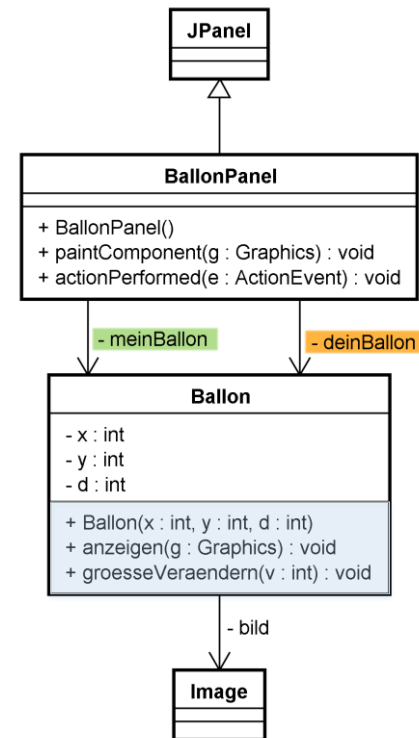 JPanel
BallonPanel
+ BallonPanel()
+ paintComponent(g : Graphics) : void
+ actionPerformed(e : ActionEvent) : void
- meinBallon
- deinBallon
Ballon
- x : int
- y : int
- d : int
+ Ballon(x : int, y : int, d : int)
+ anzeigen(g : Graphics) : void
+ groesseVeraendern(v : int) : void
- bild
Image